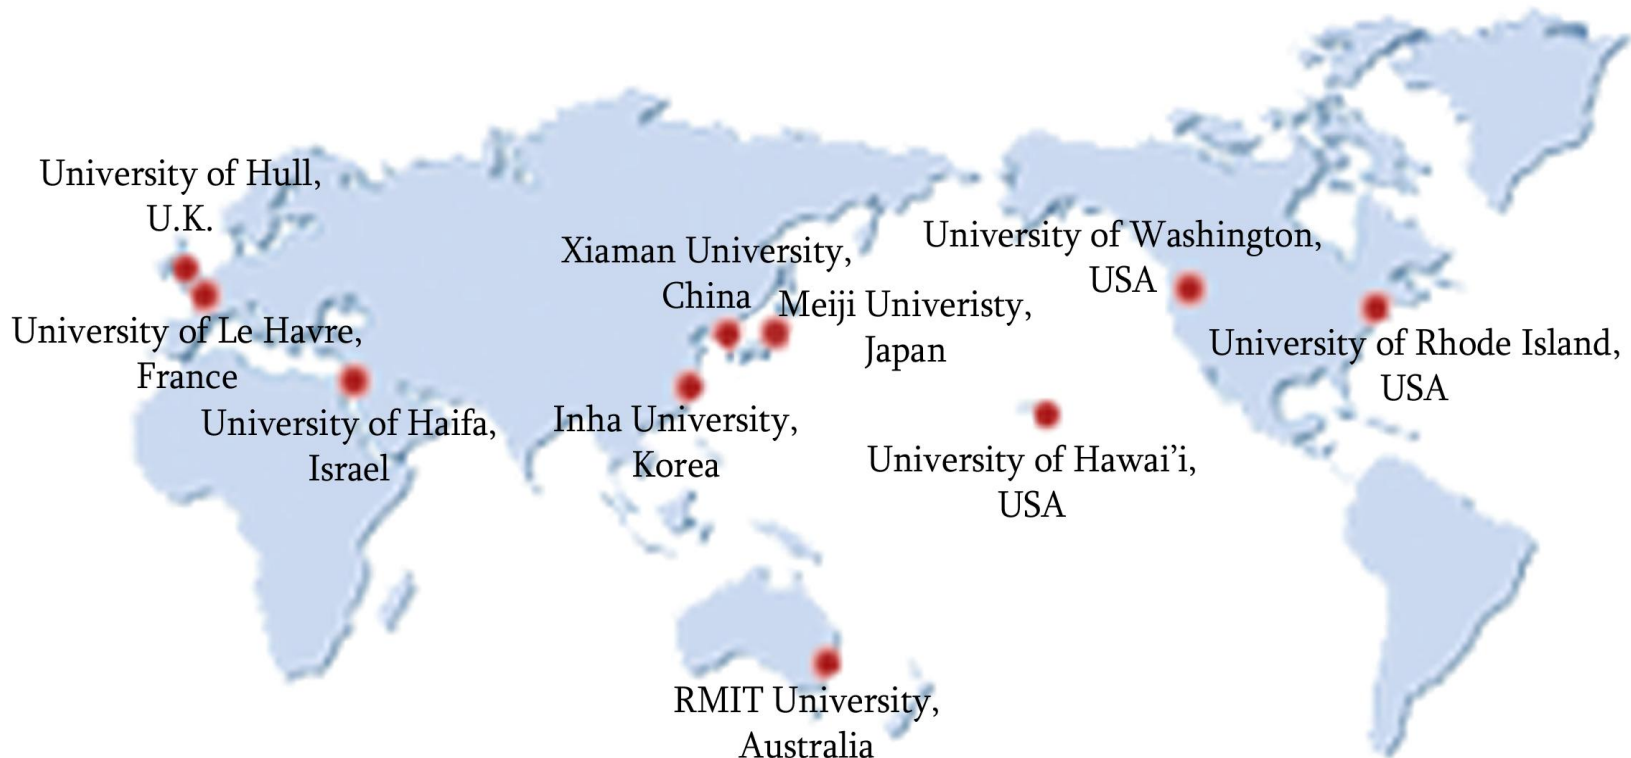 University of Hull,
U.K.
University of Le Havre,
France
University of Haifa,
Israel
Xiaman University,
China
Meiji Univeristy,
Japan
Inha University,
Korea
University of Washington,
USA
University of Rhode Island,
USA
University of Hawai’i,
USA
RMIT University,
Australia